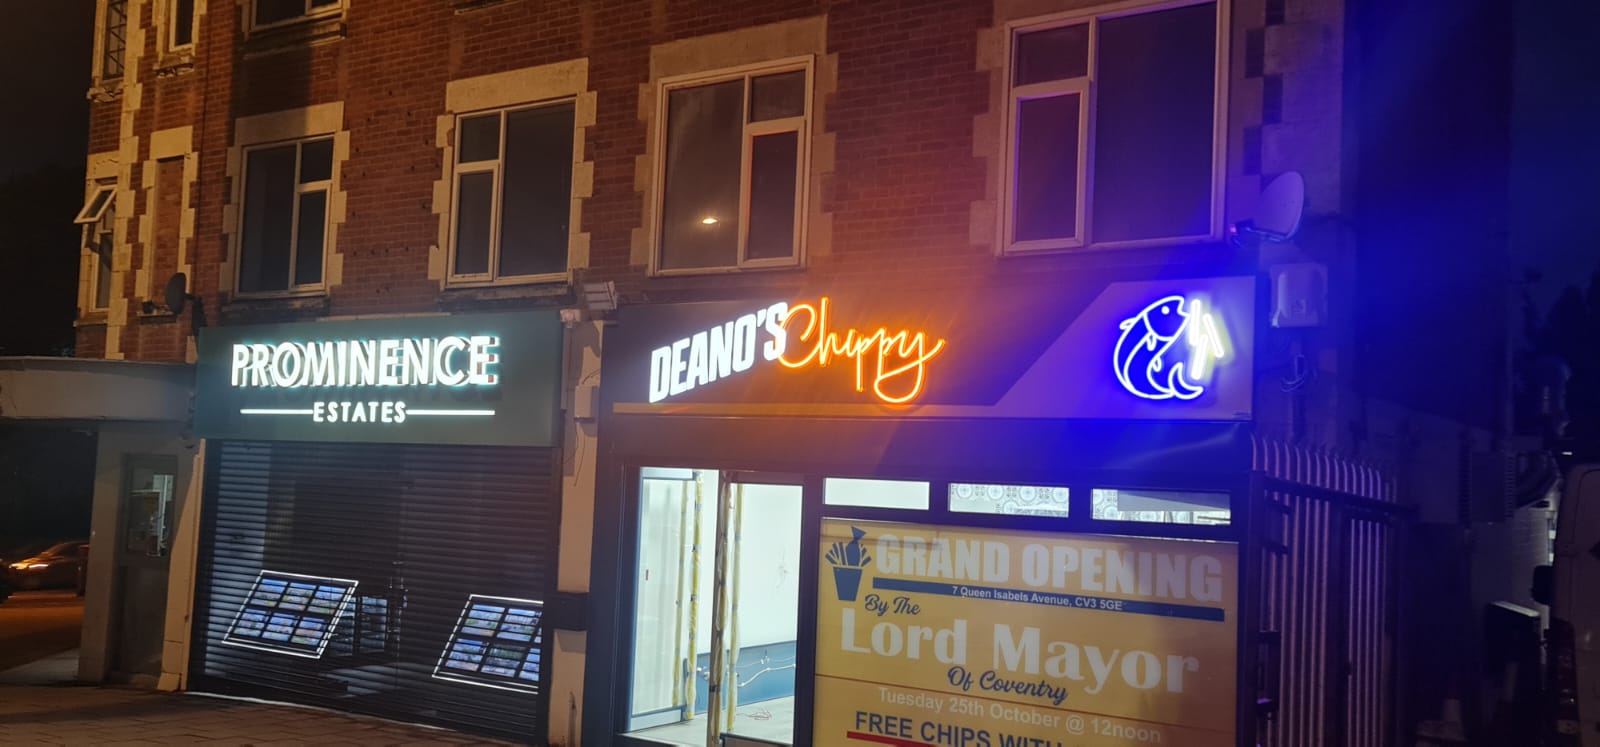 PROMINENCE
ESTATES
DEANO'S Chippy
GRAND OPENING
7 Queen Isabels Avenue, CV3 5GE
By The
Lord Mayor
Of Coventry
Tuesday 25th October @ 12noon
FREE CHIPS WITH